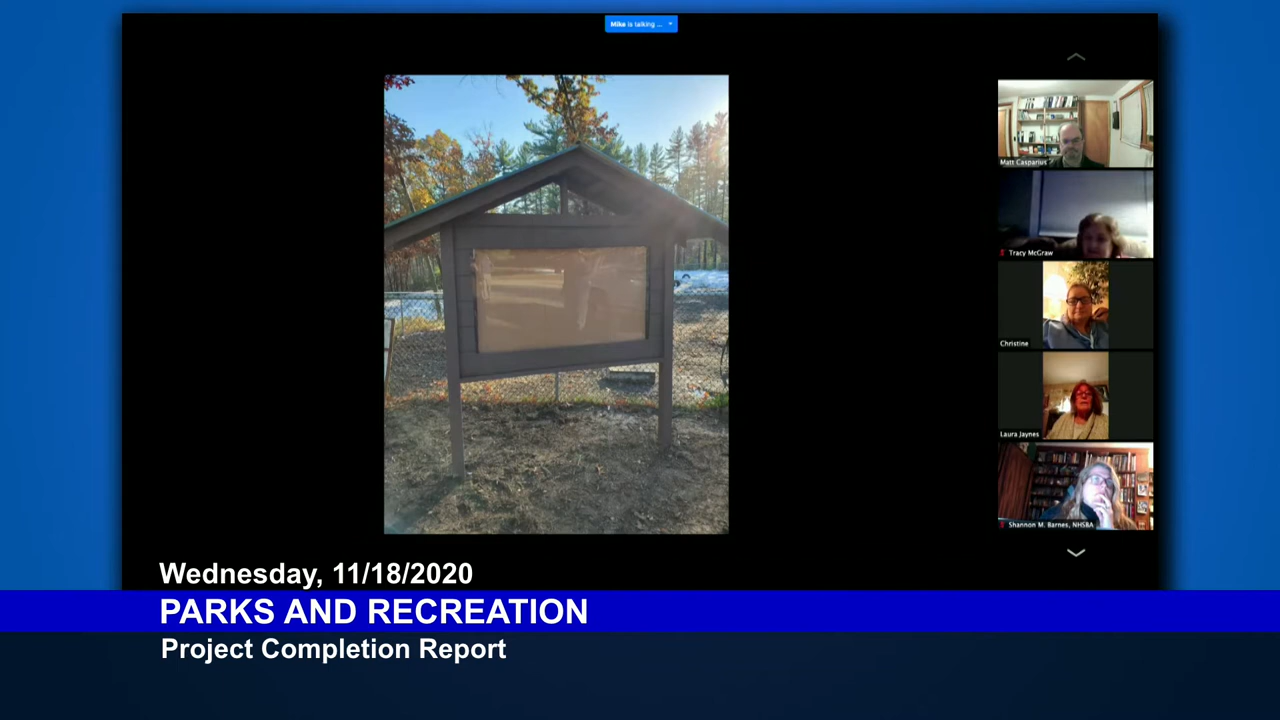 Mike is talking ...
Matt Casparius
Tracy McGraw
Christine
Laura Jaynes
Shannon M. Barnes, NHSBA
Wednesday, 11/18/2020
PARKS AND RECREATION
Project Completion Report